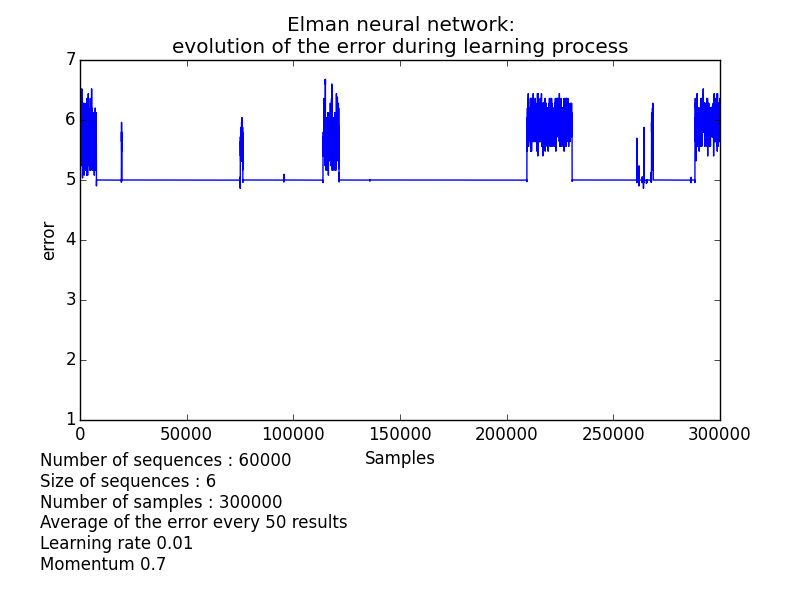 Elman neural network:
evolution of the error during learning process
7
6
5
4
3
2
1
error
0
50000
100000
150000
200000
250000
300000
Samples
Number of sequences : 60000
Size of sequences : 6
Number of samples : 300000
Average of the error every 50 results
Learning rate 0.01
Momentum 0.7